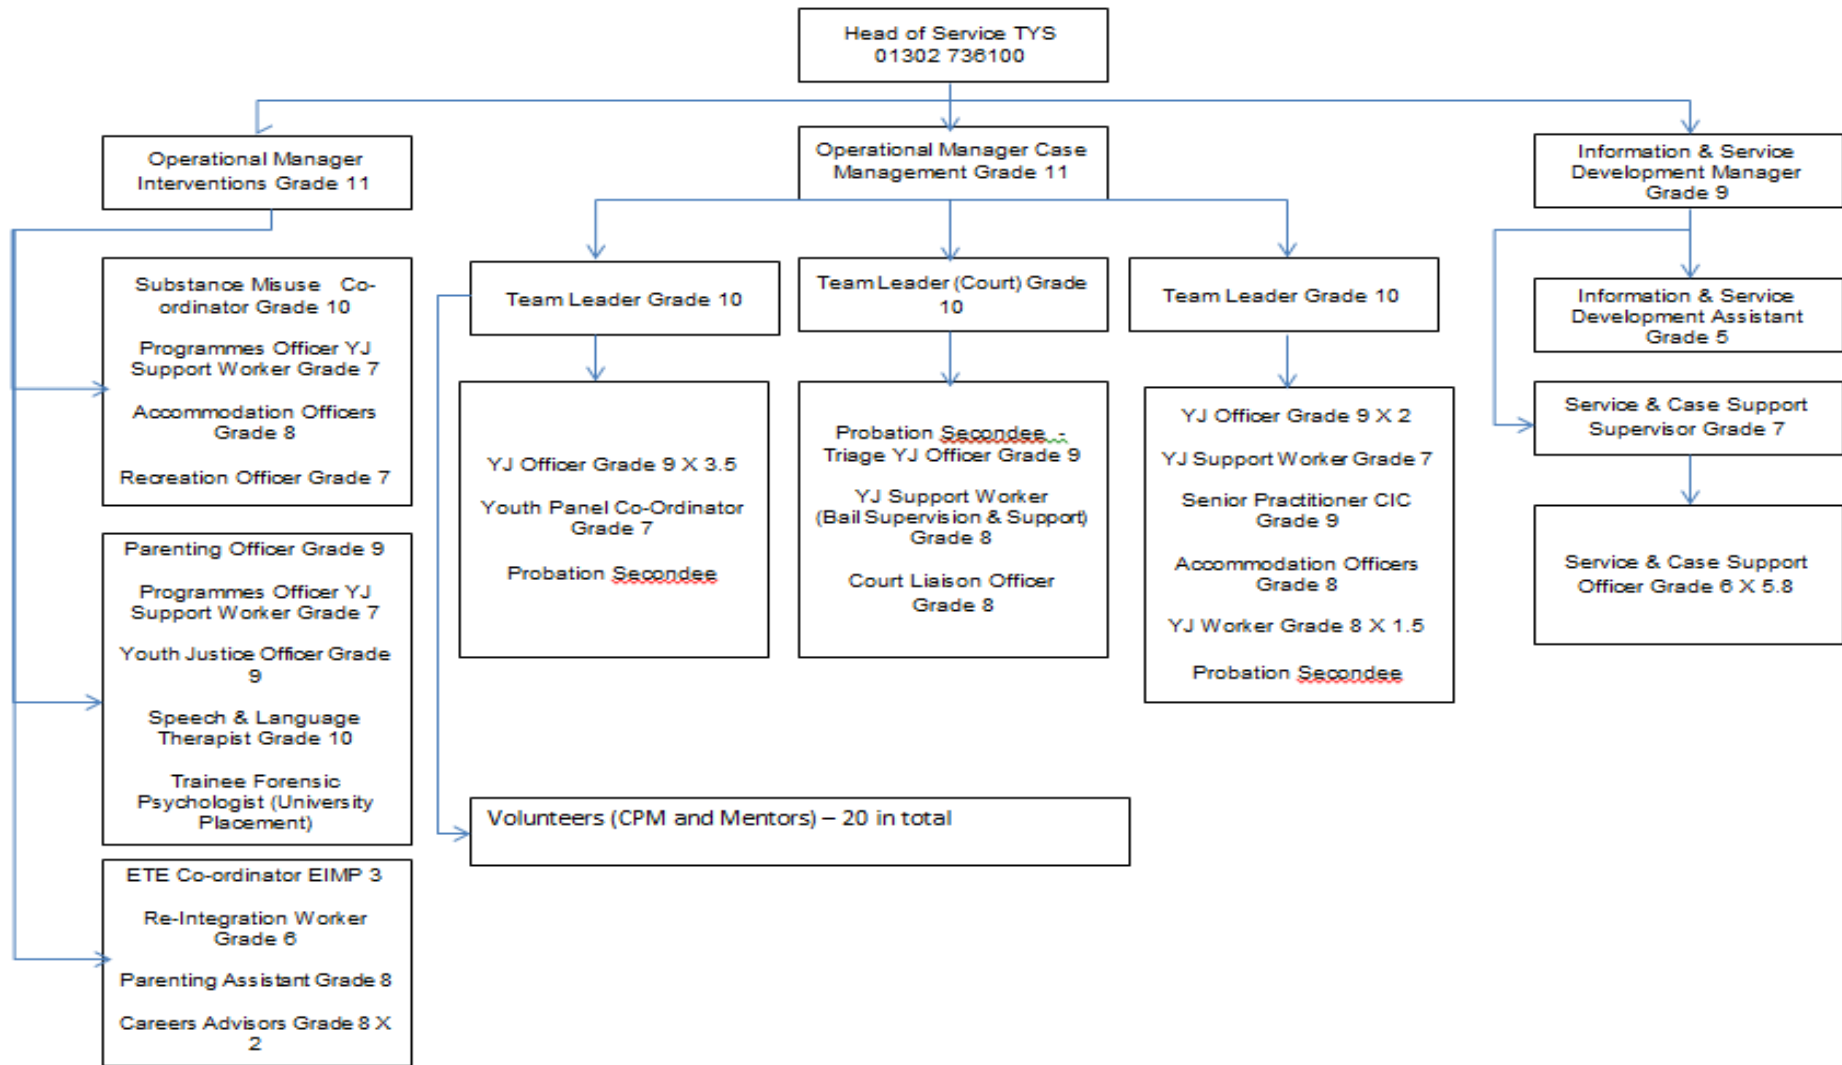 Head of Service TYS
01302 736100
Operational Manager
Interventions Grade 11
Operational Manager Case
Management Grade 11
Information & Service
Development Manager
Grade 9
Substance Misuse Co-
ordinator Grade 10
Programmes Officer YJ
Support Worker Grade 7
Accommodation Officers
Grade 8
Recreation Officer Grade 7
Parenting Officer Grade 9
Programmes Officer YJ
Support Worker Grade 7
Youth Justice Officer Grade
9
Speech & Language
Therapist Grade 10
Trainee Forensic
Psychologist (University
Placement)
ETE Co-ordinator EIMP 3
Re-Integration Worker
Grade 6
Parenting Assistant Grade 8
Careers Advisors Grade 8 X
2
Team Leader Grade 10
YJ Officer Grade 9 X 3.5
Youth Panel Co-Ordinator
Grade 7
Probation Secondee
Volunteers (CPM and Mentors) – 20 in total
Team Leader (Court) Grade
10
Probation Secondee -
Triage YJ Officer Grade 9
YJ Support Worker
(Bail Supervision & Support)
Grade 8
Court Liaison Officer
Grade 8
Team Leader Grade 10
YJ Officer Grade 9 X 2
YJ Support Worker Grade 7
Senior Practitioner CIC
Grade 9
Accommodation Officers
Grade 8
YJ Worker Grade 8 X 1.5
Probation Secondee
Information & Service
Development Assistant
Grade 5
Service & Case Support
Supervisor Grade 7
Service & Case Support
Officer Grade 6 X 5.8